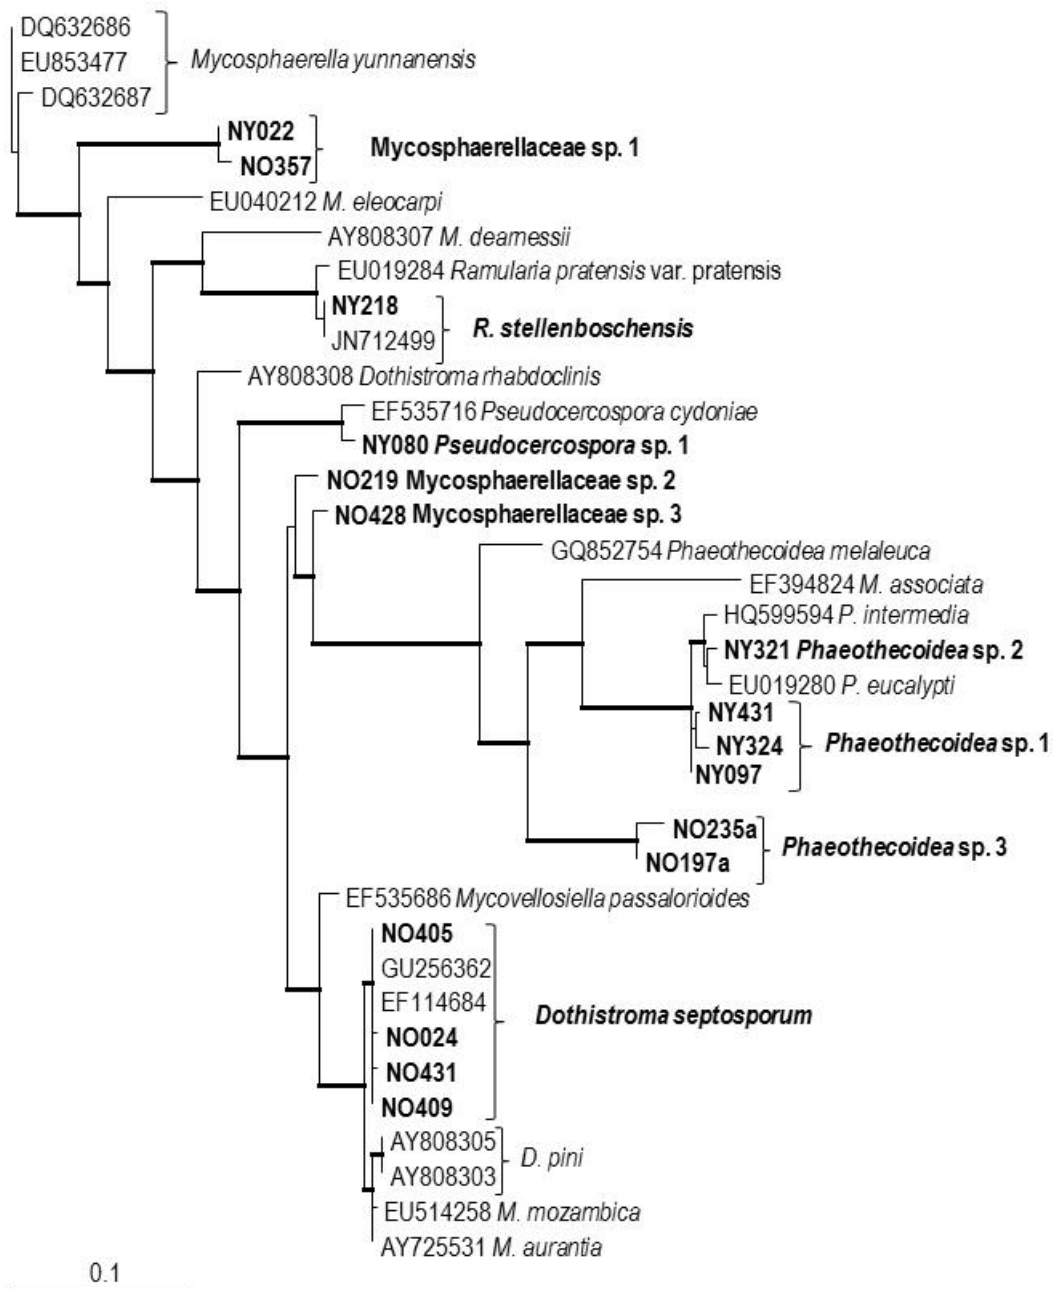 DQ632686
EU853477
Mycosphaerella yunnanensis
DQ632687
NY022
Mycosphaerellaceae sp. 1
NO357
EU040212 M. eleocarpi
AY808307 M. dearnessii
EU019284 Ramularia pratensis var. pratensis
NY218
R. stellenboschensis
JN712499
AY808308 Dothistroma rhabdoclinis
EF535716 Pseudocercospora cydoniae
NY080 Pseudocercospora sp. 1
NO219 Mycosphaerellaceae sp. 2
NO428 Mycosphaerellaceae sp. 3
GQ852754 Phaeothecoidea melaleuca
EF394824 M. associata
HQ599594 P. intermedia
NY321 Phaeothecoidea sp. 2
EU019280 P. eucalypti
NY431
NY324
Phaeothecoidea sp. 1
NY097
NO235a
Phaeothecoidea sp. 3
NO197a
EF535686 Mycovellosiella passalorioides
NO405
GU256362
EF114684
Dothistroma septosporum
NO024
NO431
NO409
AY808305
D. pini
AY808303
EU514258 M. mozambica
AY725531 M. aurantia
0.1